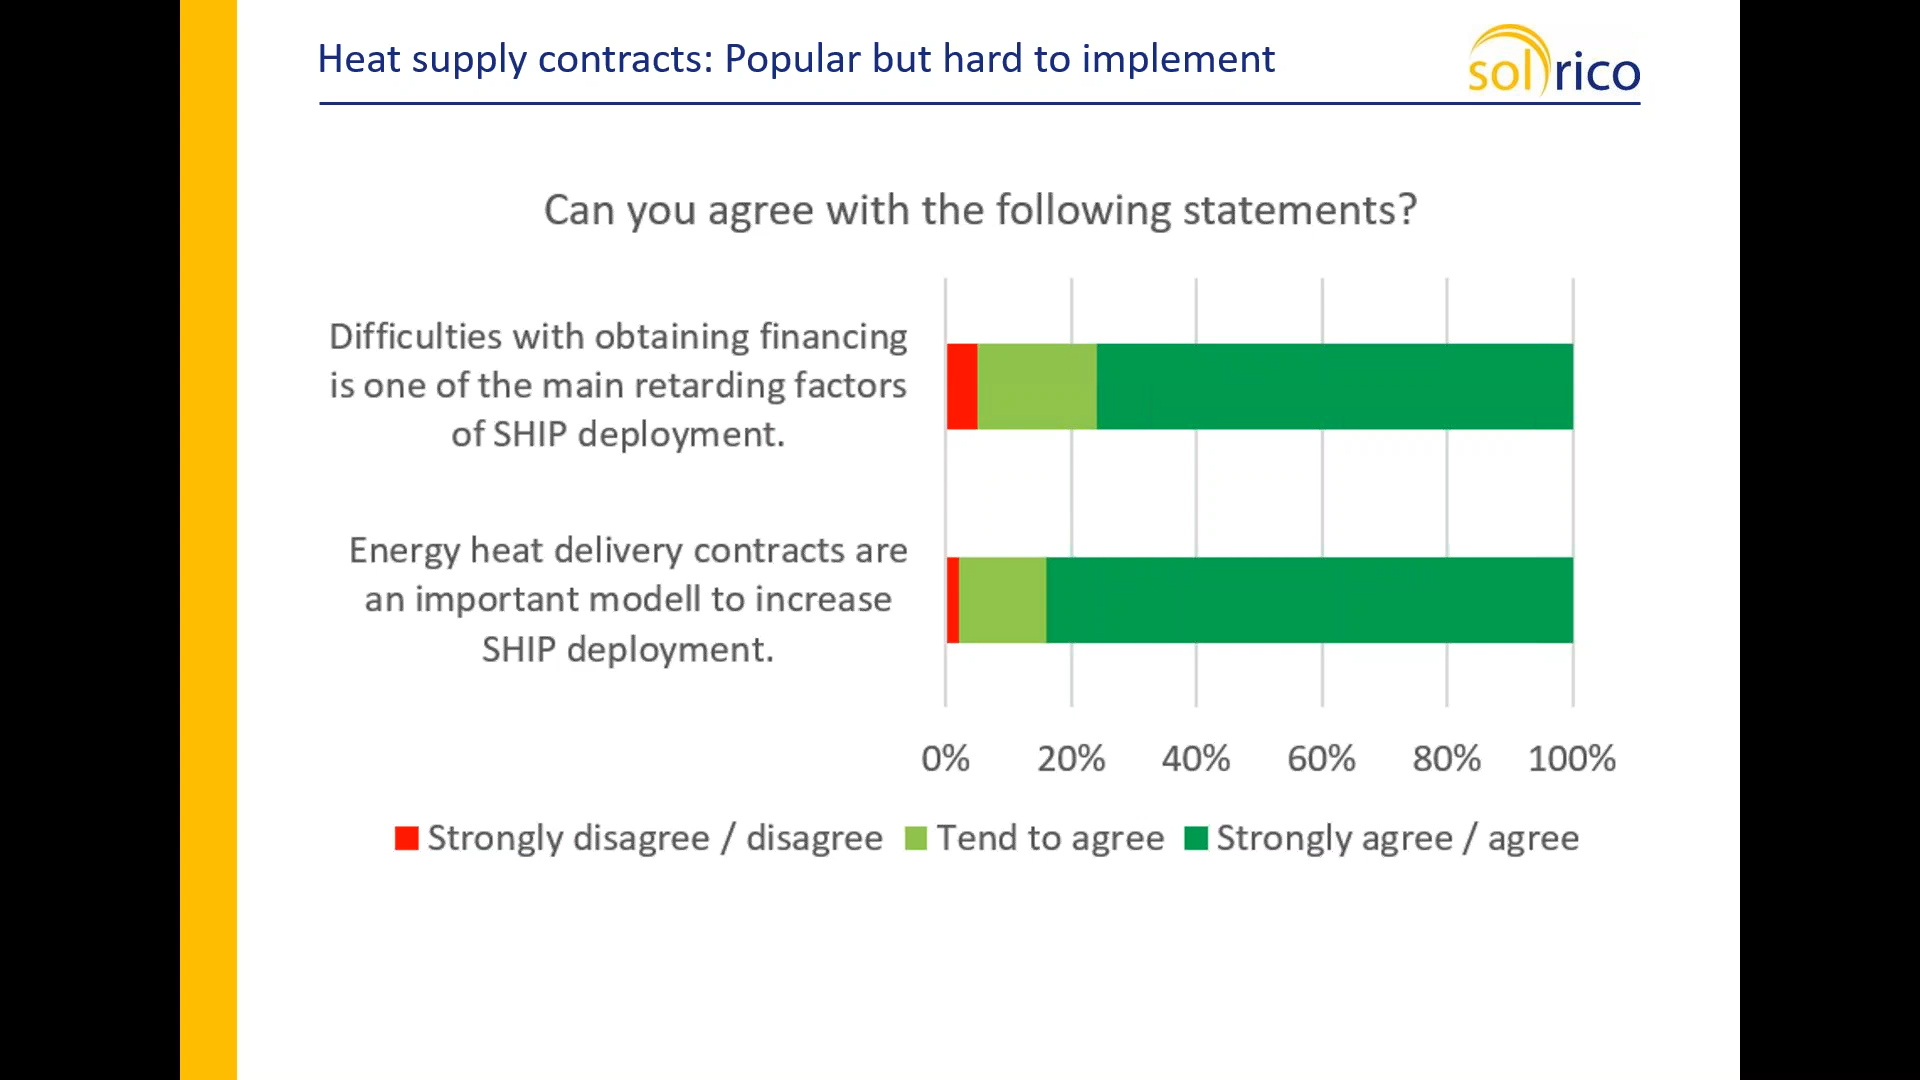 Heat supply contracts: Popular but hard to implement
solrico
Can you agree with the following statements?
Difficulties with obtaining financing
is one of the main retarding factors
of SHIP deployment.
Energy heat delivery contracts are
an important modell to increase
SHIP deployment.
0% 20% 40% 60% 80% 100%
Strongly disagree / disagree Tend to agree Strongly agree / agree